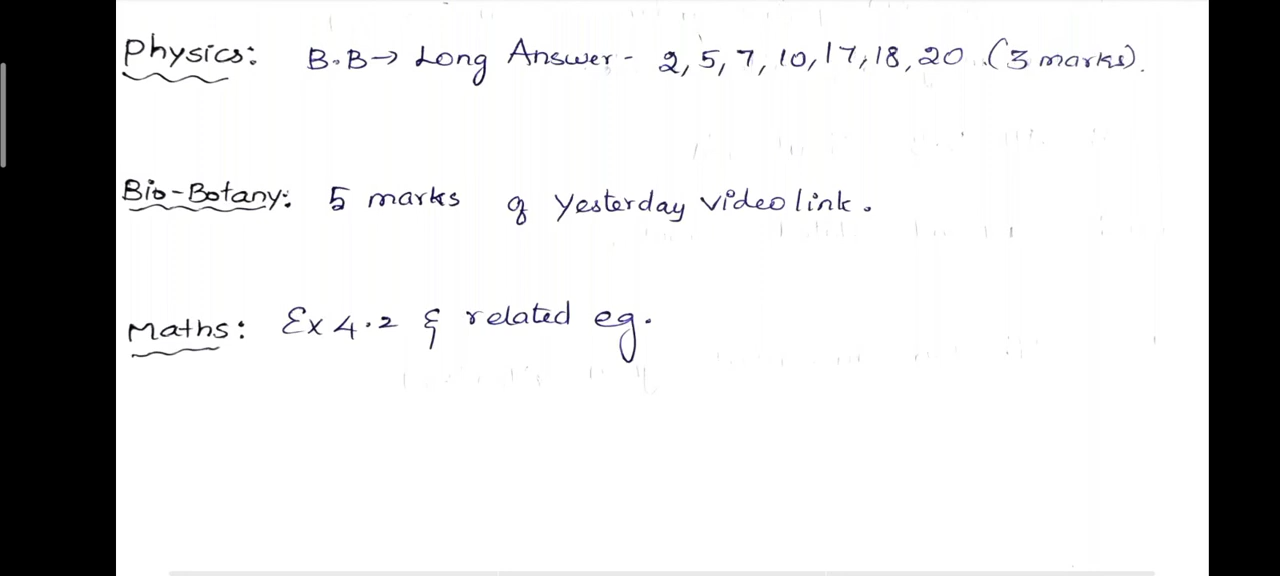 Physics: B.B→ Long Answer - 2, 5, 7, 10, 17, 18, 20. (3 marks).
Bio-Botany: 5 marks of Yesterday video link.
Maths: Ex 4.2 & related eg.